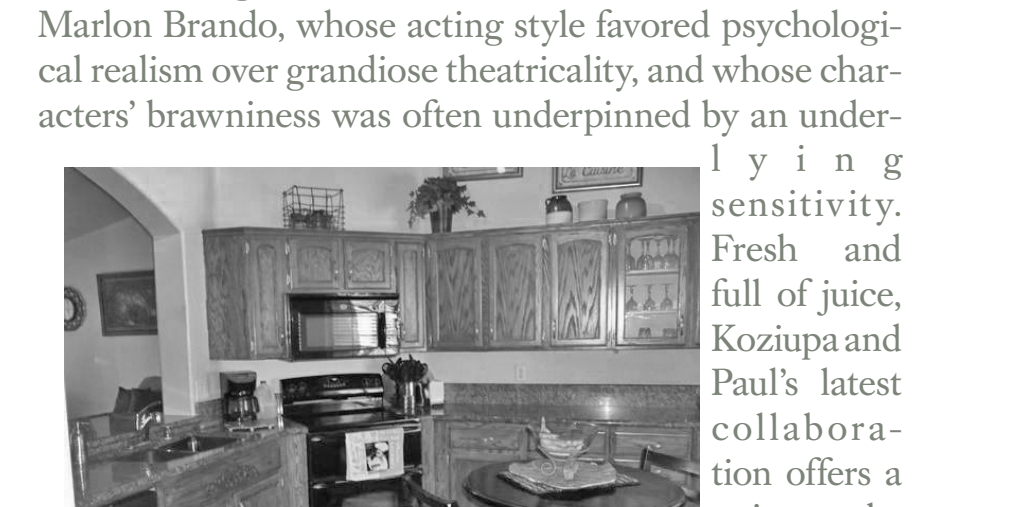 Marlon Brando, whose acting style favored psychologi-
cal realism over grandiose theatricality, and whose char-
acters’ brawniness was often underpinned by an under-
lying
sensitivity.
Fresh and
full of juice,
Koziupa and
Paul’s latest
collabora-
tion offers a
Cuisine